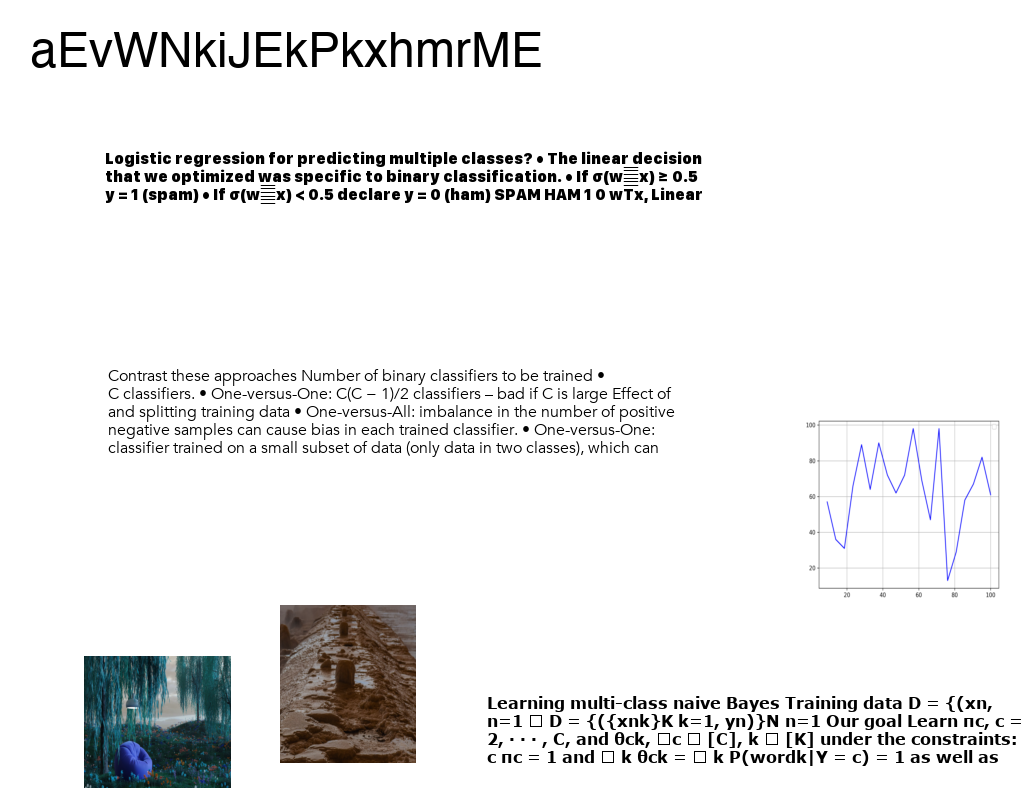 aEvWNkiJEkPkxhmrME
Logistic regression for predicting multiple classes? • The linear decision
that we optimized was specific to binary classification. • If σ(w x) ≥ 0.5
y = 1 (spam) • If σ(w x) < 0.5 declare y = 0 (ham) SPAM HAM 1 0 wTx, Linear
Contrast these approaches Number of binary classifiers to be trained •
C classifiers. • One-versus-One: C(C − 1)/2 classifiers – bad if C is large Effect of
and splitting training data • One-versus-All: imbalance in the number of positive
negative samples can cause bias in each trained classifier. • One-versus-One:
classifier trained on a small subset of data (only data in two classes), which can
100
80
60
40
20
20 40 60 80 100
Learning multi-class naive Bayes Training data D = {(xn,
n=1 □ D = {({xnk}K k=1, yn)}N n=1 Our goal Learn πc, c =
2, · · · , C, and θck, □c □ [C], k □ [K] under the constraints:
c πc = 1 and □ k θck = □ k P(wordk|Y = c) = 1 as well as